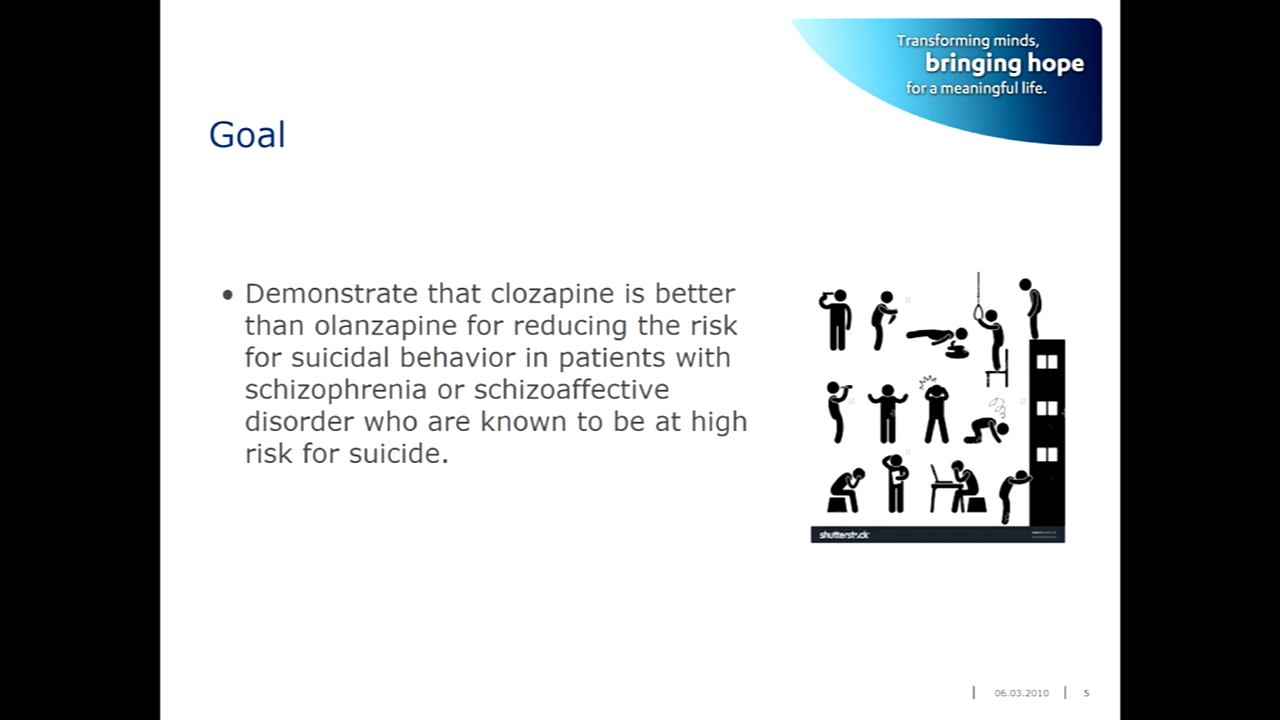 Transforming minds,
bringing hope
for a meaningful life.
Goal
• Demonstrate that clozapine is better
than olanzapine for reducing the risk
for suicidal behavior in patients with
schizophrenia or schizoaffective
disorder who are known to be at high
risk for suicide.
shutterstock
06.03.2010
5